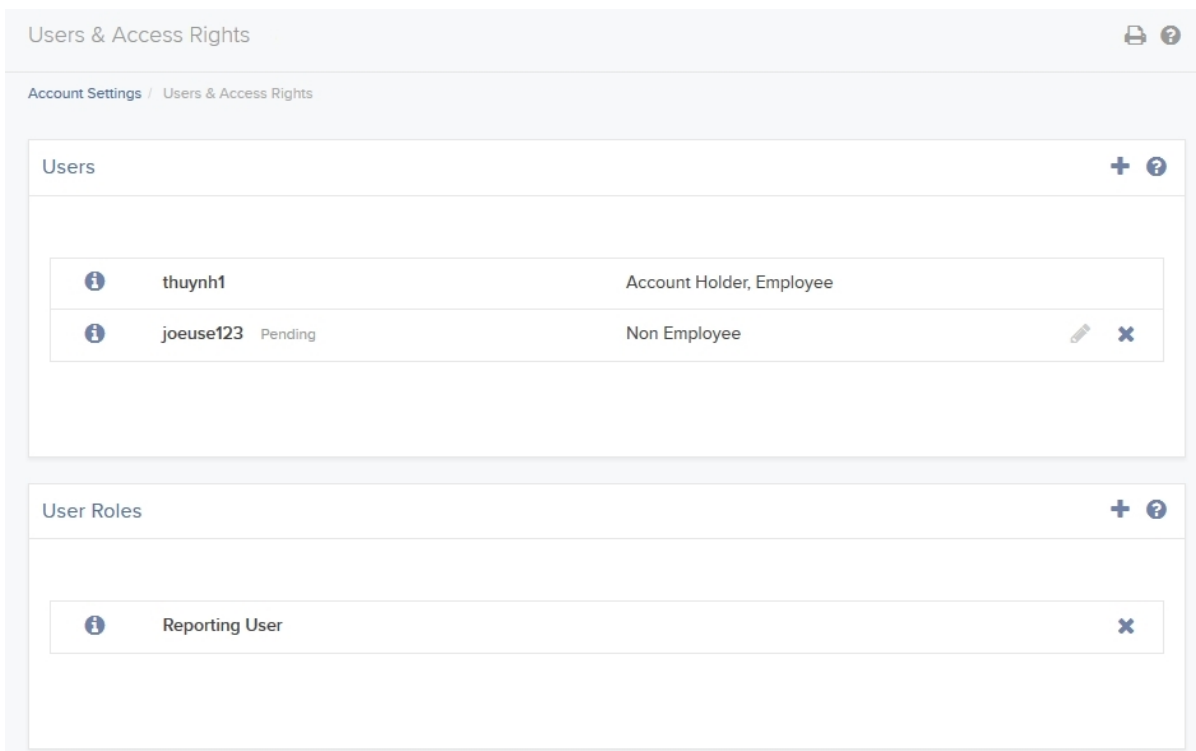 Users & Access Rights
Account Settings / Users & Access Rights
Users
thuynh1 Account Holder, Employee
joeuse123 Pending Non Employee
User Roles
Reporting User